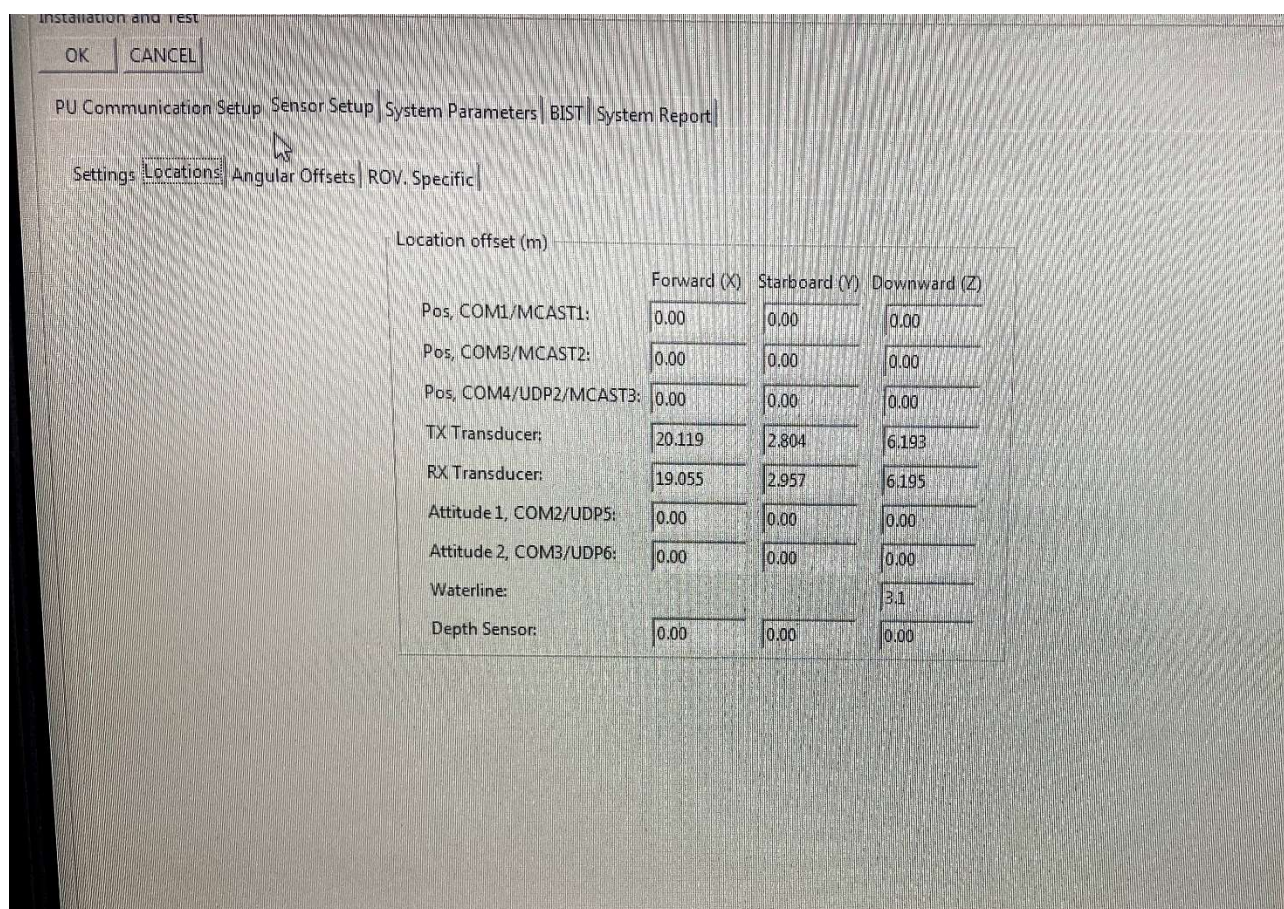 Installation and Test
OK CANCEL
PU Communication Setup Sensor Setup System Parameters BIST System Report
Settings Locations Angular Offsets ROV. Specific
Location offset (m)
Forward (X) Starboard (Y) Downward (Z)
Pos, COM1/MCAST1: 0.00 0.00 0.00
Pos, COM3/MCAST2: 0.00 0.00 0.00
Pos, COM4/UDP2/MCAST3: 0.00 0.00 0.00
TX Transducer: 20.119 2.804 6.193
RX Transducer: 19.055 2.957 6.195
Attitude 1, COM2/UDP5: 0.00 0.00 0.00
Attitude 2, COM3/UDP6: 0.00 0.00 0.00
Waterline: 3.1
Depth Sensor: 0.00 0.00 0.00